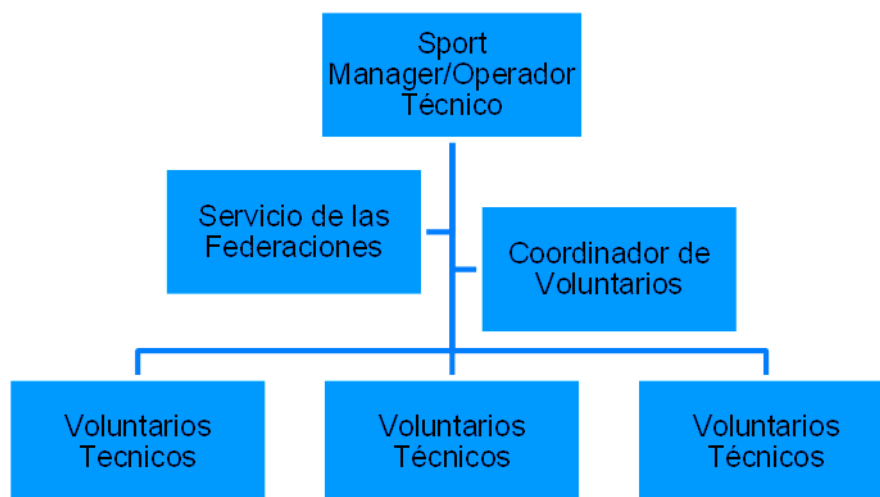 Sport
Manager/Operador
Técnico
Servicio de las
Federaciones
Coordinador de
Voluntarios
Voluntarios
Tecnicos
Voluntarios
Técnicos
Voluntarios
Técnicos